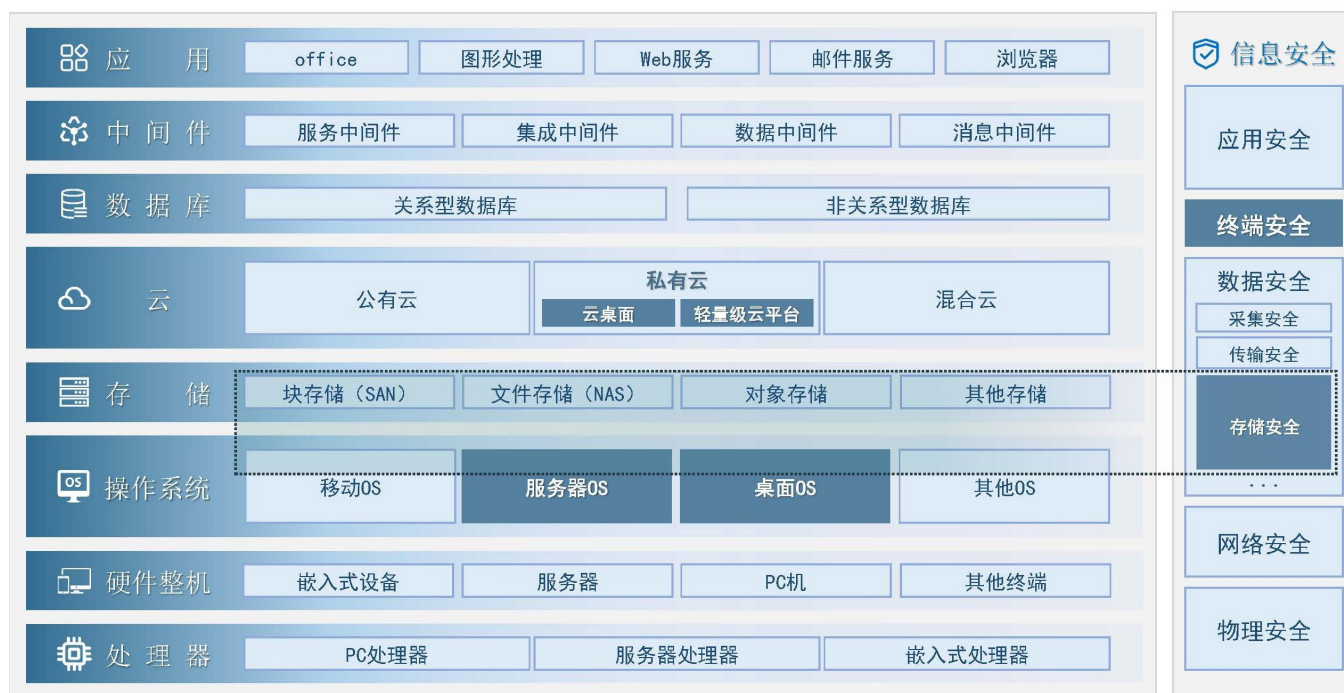 应用
office
图形处理
Web服务
邮件服务
浏览器
中间件
服务中间件
集成中间件
数据中间件
消息中间件
数据库
关系型数据库
非关系型数据库
云
公有云
私有云
云桌面
轻量级云平台
混合云
存储
块存储（SAN）
文件存储（NAS）
对象存储
其他存储
OS
操作系统
移动OS
服务器OS
桌面OS
其他OS
硬件整机
嵌入式设备
服务器
PC机
其他终端
处理器
PC处理器
服务器处理器
嵌入式处理器
信息安全
应用安全
终端安全
数据安全
采集安全
传输安全
存储安全
...
网络安全
物理安全